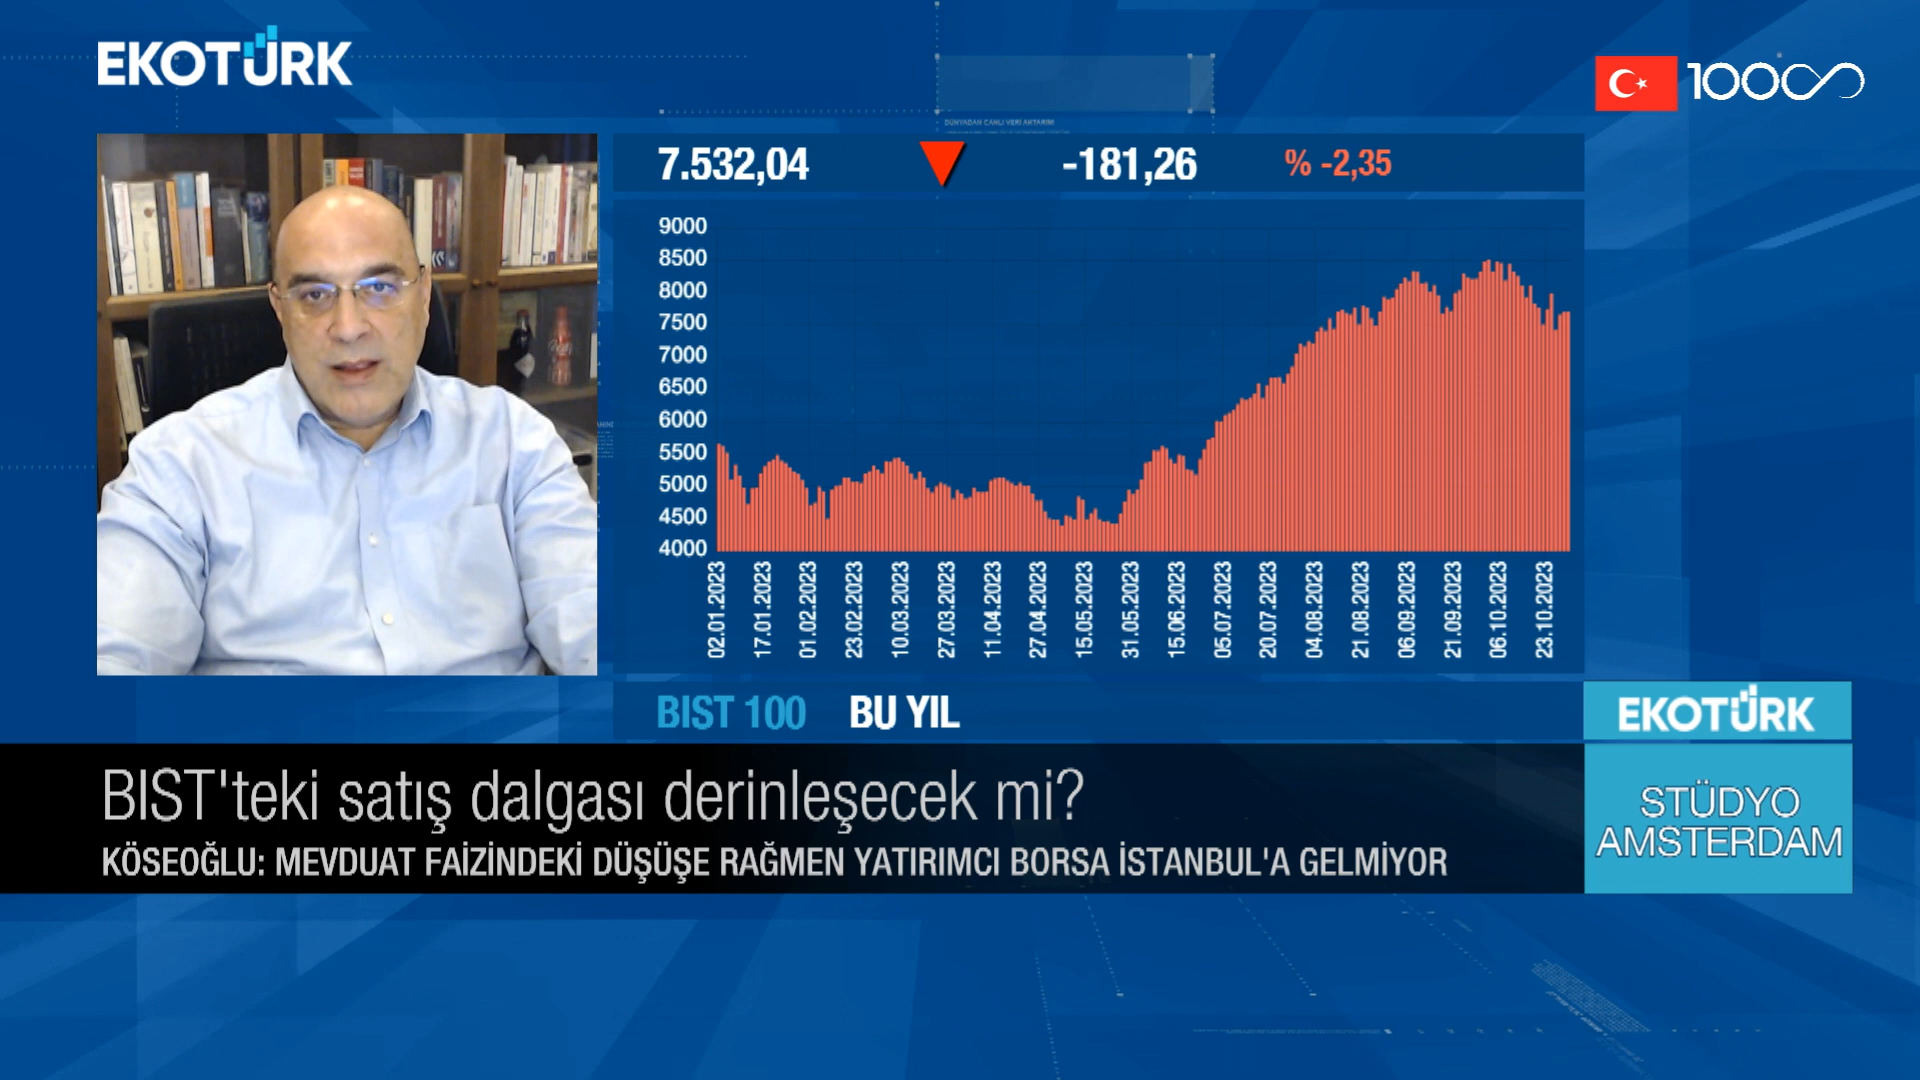 EKOTÜRK
100
DÜNYADAN CANLI VERİ AKTARIMI
7.532,04 -181,26 % -2,35
9000
8500
8000
7500
7000
6500
6000
5500
5000
4500
4000
02.01.2023 17.01.2023 01.02.2023 23.02.2023 10.03.2023 27.03.2023 11.04.2023 27.04.2023 15.05.2023 31.05.2023 15.06.2023 05.07.2023 20.07.2023 04.08.2023 21.08.2023 06.09.2023 21.09.2023 06.10.2023 23.10.2023
BIST 100 BU YIL
EKOTÜRK
BIST'teki satış dalgası derinleşecek mi?
KÖSEOĞLU: MEVDUAT FAİZİNDEKİ DÜŞÜŞE RAĞMEN YATIRIMCI BORSA İSTANBUL'A GELMİYOR
STÜDYO
AMSTERDAM